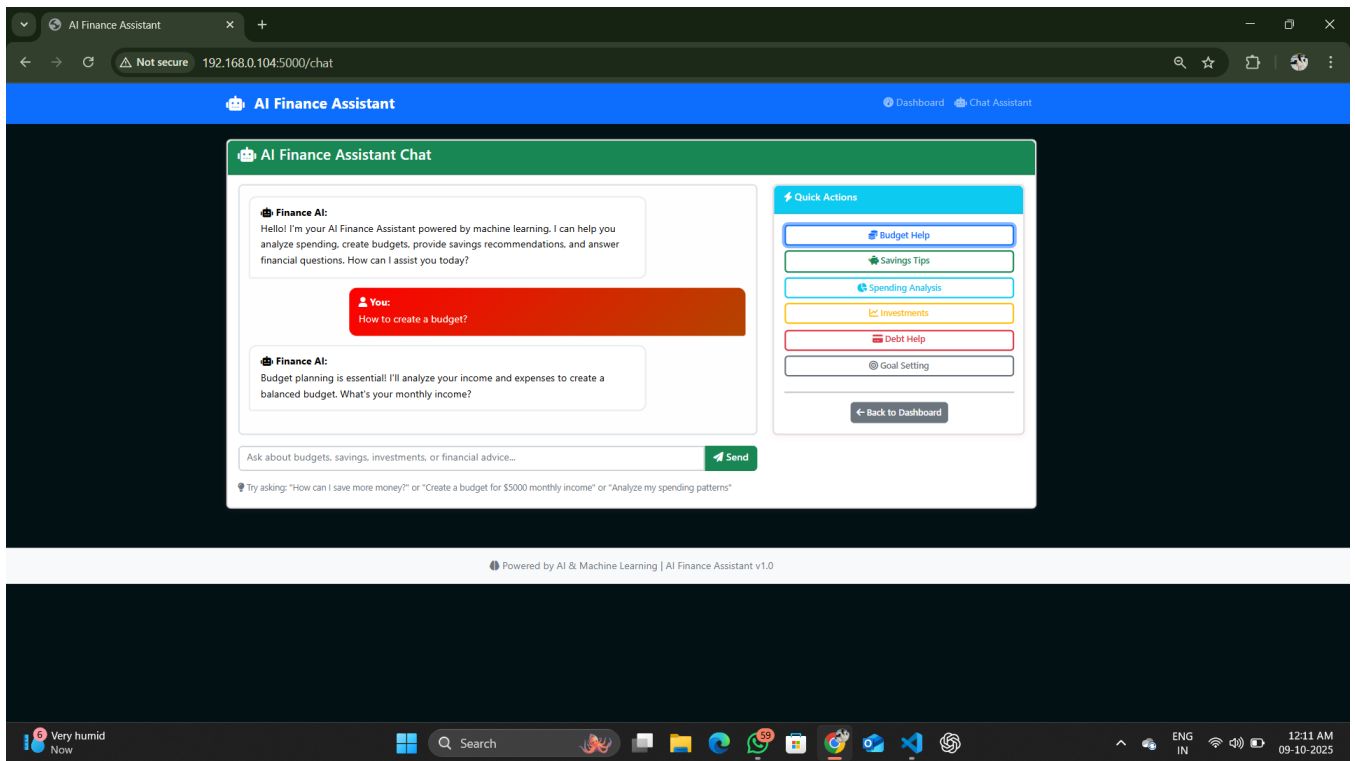 AI Finance Assistant
Not secure 192.168.0.104:5000/chat
AI Finance Assistant
Dashboard Chat Assistant
AI Finance Assistant Chat
Finance AI:
Hello! I'm your AI Finance Assistant powered by machine learning. I can help you
analyze spending, create budgets, provide savings recommendations, and answer
financial questions. How can I assist you today?
You:
How to create a budget?
Finance AI:
Budget planning is essential! I'll analyze your income and expenses to create a
balanced budget. What's your monthly income?
Ask about budgets, savings, investments, or financial advice...
Send
Try asking: "How can I save more money?" or "Create a budget for $5000 monthly income" or "Analyze my spending patterns"
Quick Actions
Budget Help
Savings Tips
Spending Analysis
Investments
Debt Help
Goal Setting
Back to Dashboard
Powered by AI & Machine Learning | AI Finance Assistant v1.0
6
Very humid
Now
Search
59
ENG
IN
12:11 AM
09-10-2025